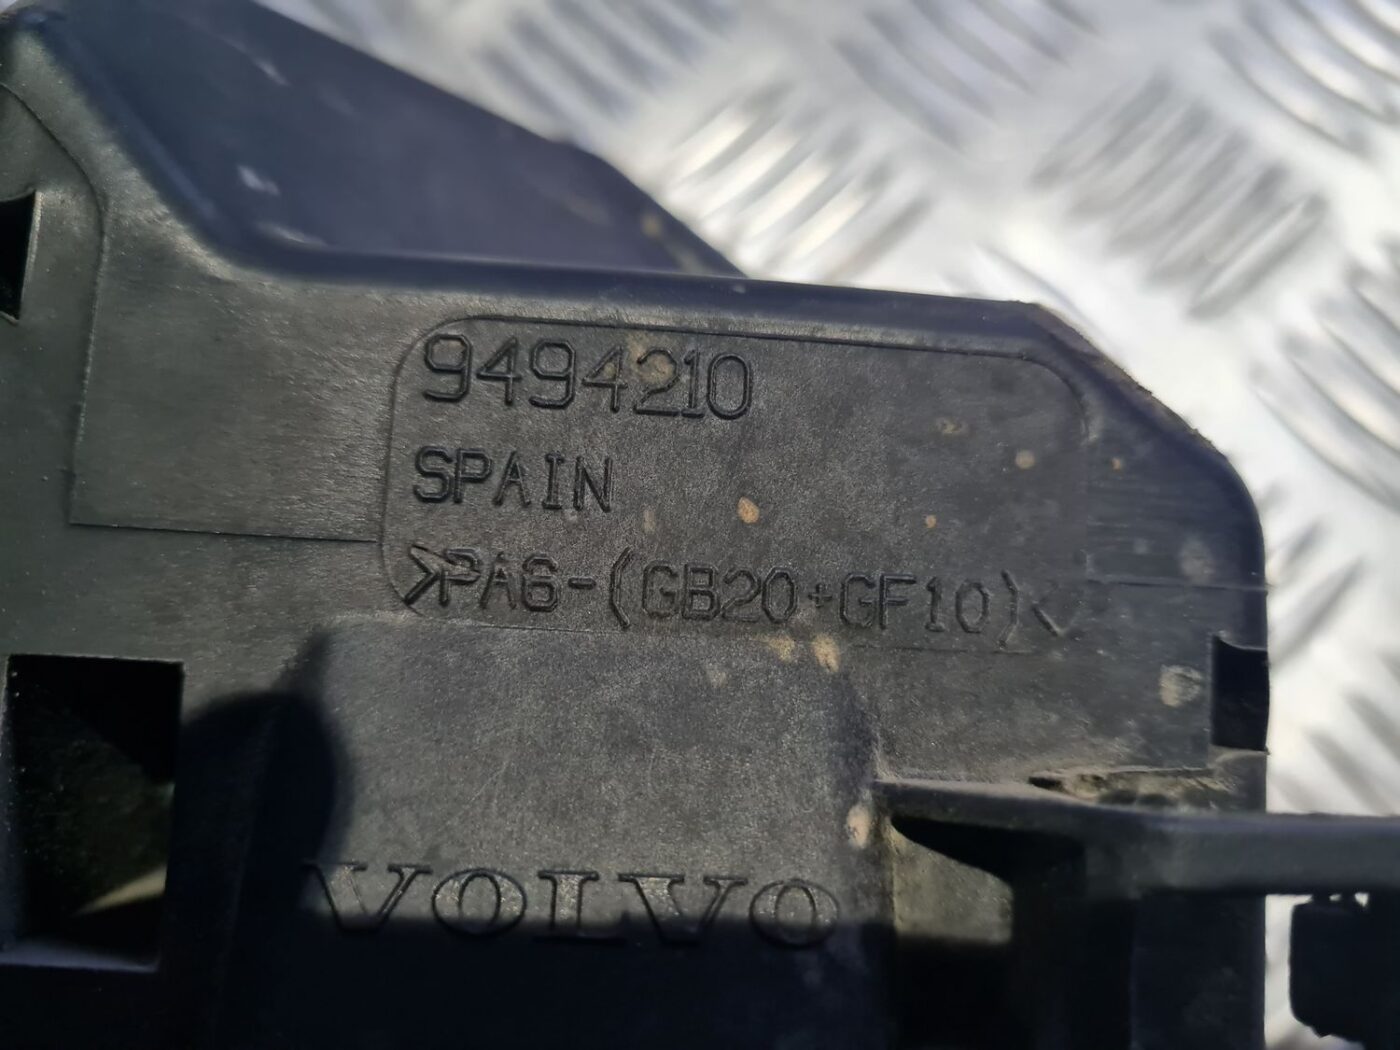 9494210
SPAIN
>PA6-(GB20+GF10)<
VOLVO